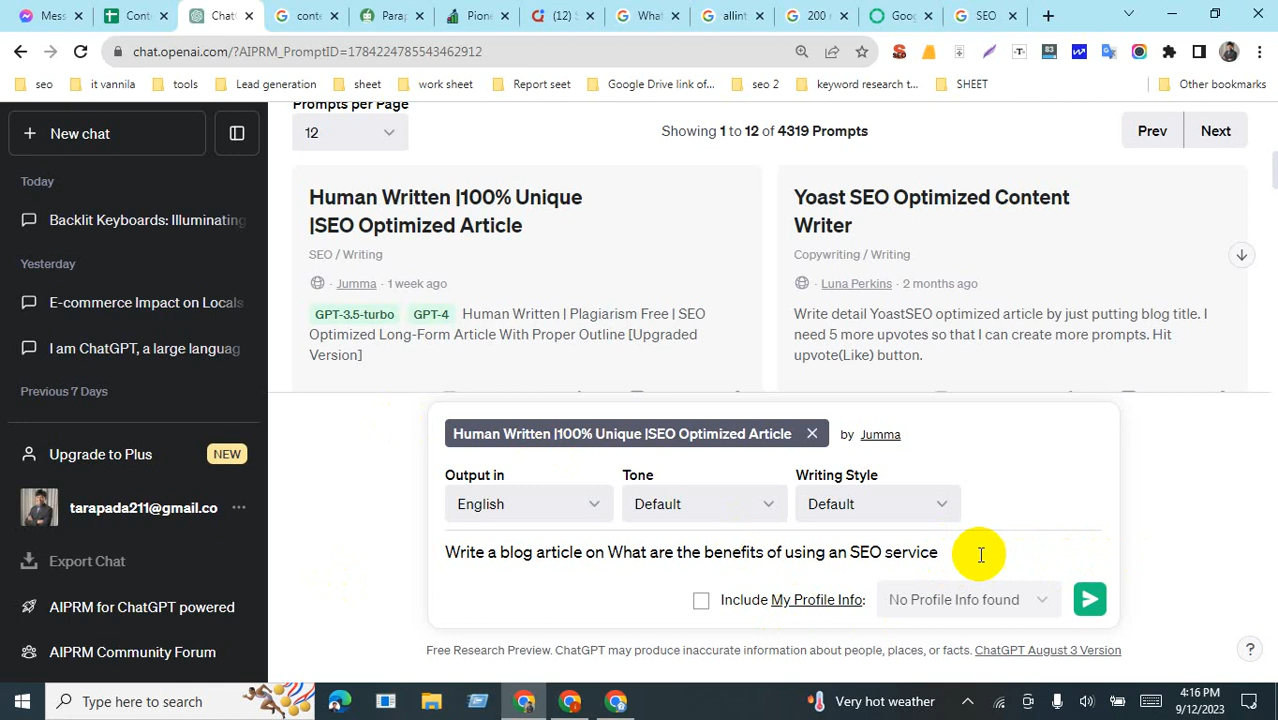 Mess
Cont
Chat
conte
Parap
Pione
(12) S
What
allint
200 r
Goog
SEO
chat.openai.com/?AIPRM_PromptID=1784224785543462912
seo
it vannila
tools
Lead generation
sheet
work sheet
Report seet
Google Drive link of...
seo 2
keyword research t...
SHEET
Other bookmarks
New chat
Today
Backlit Keyboards: Illuminating
Yesterday
E-commerce Impact on Locals
I am ChatGPT, a large languag
Previous 7 Days
Upgrade to Plus
NEW
tarapada211@gmail.co
Export Chat
AIPRM for ChatGPT powered
AIPRM Community Forum
Prompts per Page
12
Showing 1 to 12 of 4319 Prompts
Prev
Next
Human Written |100% Unique
|SEO Optimized Article
SEO / Writing
· Jumma · 1 week ago
GPT-3.5-turbo GPT-4 Human Written | Plagiarism Free | SEO
Optimized Long-Form Article With Proper Outline [Upgraded
Version]
Yoast SEO Optimized Content
Writer
Copywriting / Writing
· Luna Perkins · 2 months ago
Write detail YoastSEO optimized article by just putting blog title. I
need 5 more upvotes so that I can create more prompts. Hit
upvote(Like) button.
Human Written |100% Unique |SEO Optimized Article
by Jumma
Output in
Tone
Writing Style
English
Default
Default
Write a blog article on What are the benefits of using an SEO service
Include My Profile Info:
No Profile Info found
Free Research Preview. ChatGPT may produce inaccurate information about people, places, or facts. ChatGPT August 3 Version
?
Type here to search
Very hot weather
4:16 PM
9/12/2023